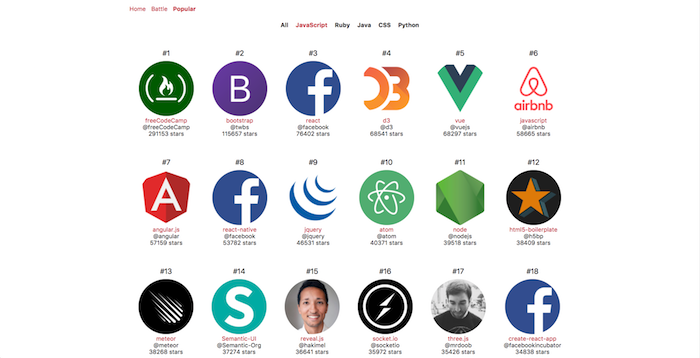 Home Battle Popular
All JavaScript Ruby Java CSS Python
#1 #2 #3 #4 #5 #6
B
airbnb
freeCodeCamp bootstrap react d3 vue javascript
@freeCodeCamp @twbs @facebook @d3 @vuejs @airbnb
291153 stars 115657 stars 76402 stars 68541 stars 68297 stars 58665 stars
#7 #8 #9 #10 #11 #12
angular.js react-native jquery atom node html5-boilerplate
@angular @facebook @jquery @atom @nodejs @h5bp
57159 stars 53782 stars 46531 stars 40371 stars 39518 stars 38409 stars
#13 #14 #15 #16 #17 #18
meteor Semantic-UI reveal.js socket.io three.js create-react-app
@meteor @Semantic-Org @hakimel @socketio @mrdoob @facebookincubator
38268 stars 37274 stars 36641 stars 35972 stars 35426 stars 34838 stars